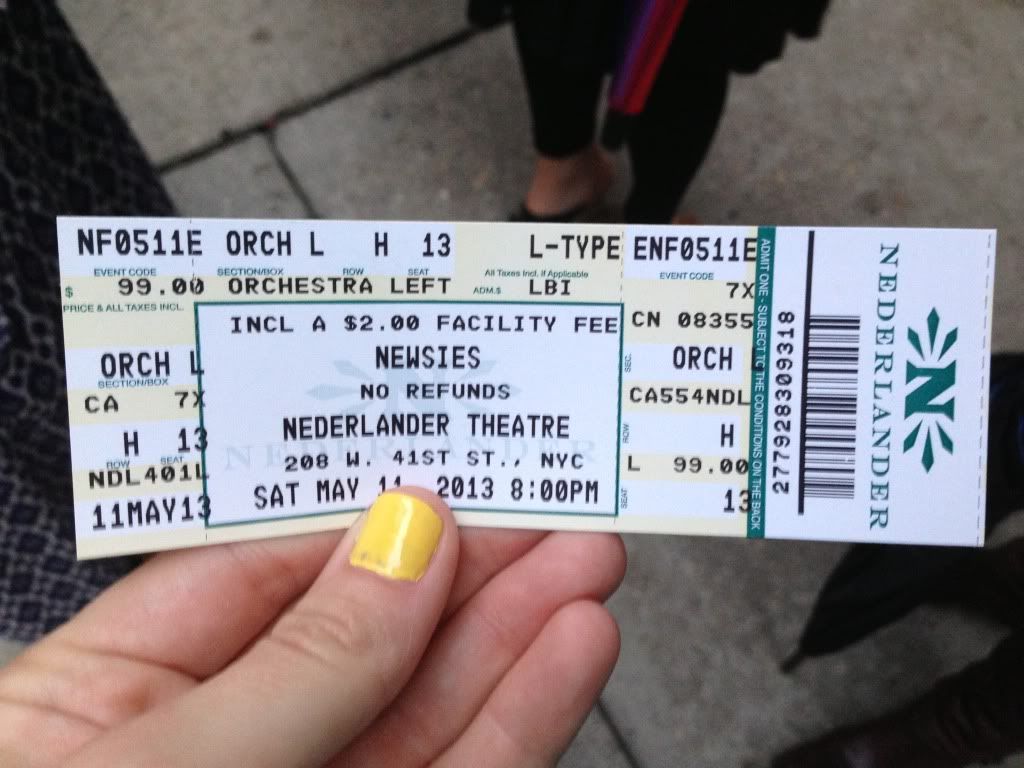 NF0511E ORCH L H 13 L-TYPE ENF0511E
EVENT CODE SECTION/BOX ROW SEAT All Taxes Incl. If Applicable EVENT CODE
$ 99.00 ORCHESTRA LEFT ADM.$ LBI 7X
PRICE & ALL TAXES INCL.
INCL A $2.00 FACILITY FEE
NEWSIES
NO REFUNDS
NEDERLANDER THEATRE
NEDERLANDER
208 W. 41ST ST., NYC
SAT MAY 11 2013 8:00PM
ORCH L
SECTION/BOX
CA 7X
H 13
ROW SEAT
NDL401L
11MAY13
CN 08355
SEC.
ORCH
CA554NDL
ROW
H
L 99.00
SEAT
13
ADMIT ONE - SUBJECT TO THE CONDITIONS ON THE BACK
277928309318
N
NEDERLANDER